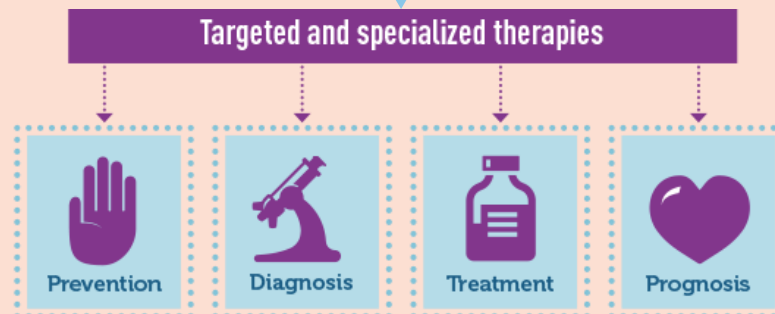 Targeted and specialized therapies
Prevention
Diagnosis
Treatment
Prognosis